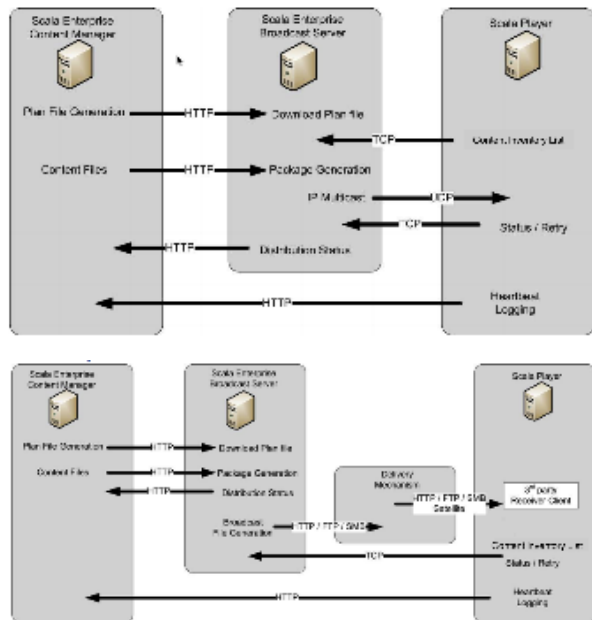 Scala Enterprise
Content Manager
Scala Enterprise
Broadcast Server
Scala Player
Plan File Generation
HTTP
Download Plan file
TCP
Content Inventory List
Content Files
HTTP
Package Generation
IP Multicast
UDP
TCP
Status / Retry
HTTP
Distribution Status
HTTP
Heartbeat
Logging
Scala Enterprise
Content Manager
Scala Enterprise
Broadcast Server
Scala Player
Plan File Generation
HTTP
Download Plan file
Content Files
HTTP
Package Generation
HTTP
Distribution Status
Delivery
Mechanism
HTTP / FTP / SMB
Satellite
3rd party
Receiver Client
Broadcast
File Generation
HTTP / FTP / SMB
Content Inventory List
TCP
Status / Retry
HTTP
Heartbeat
Logging